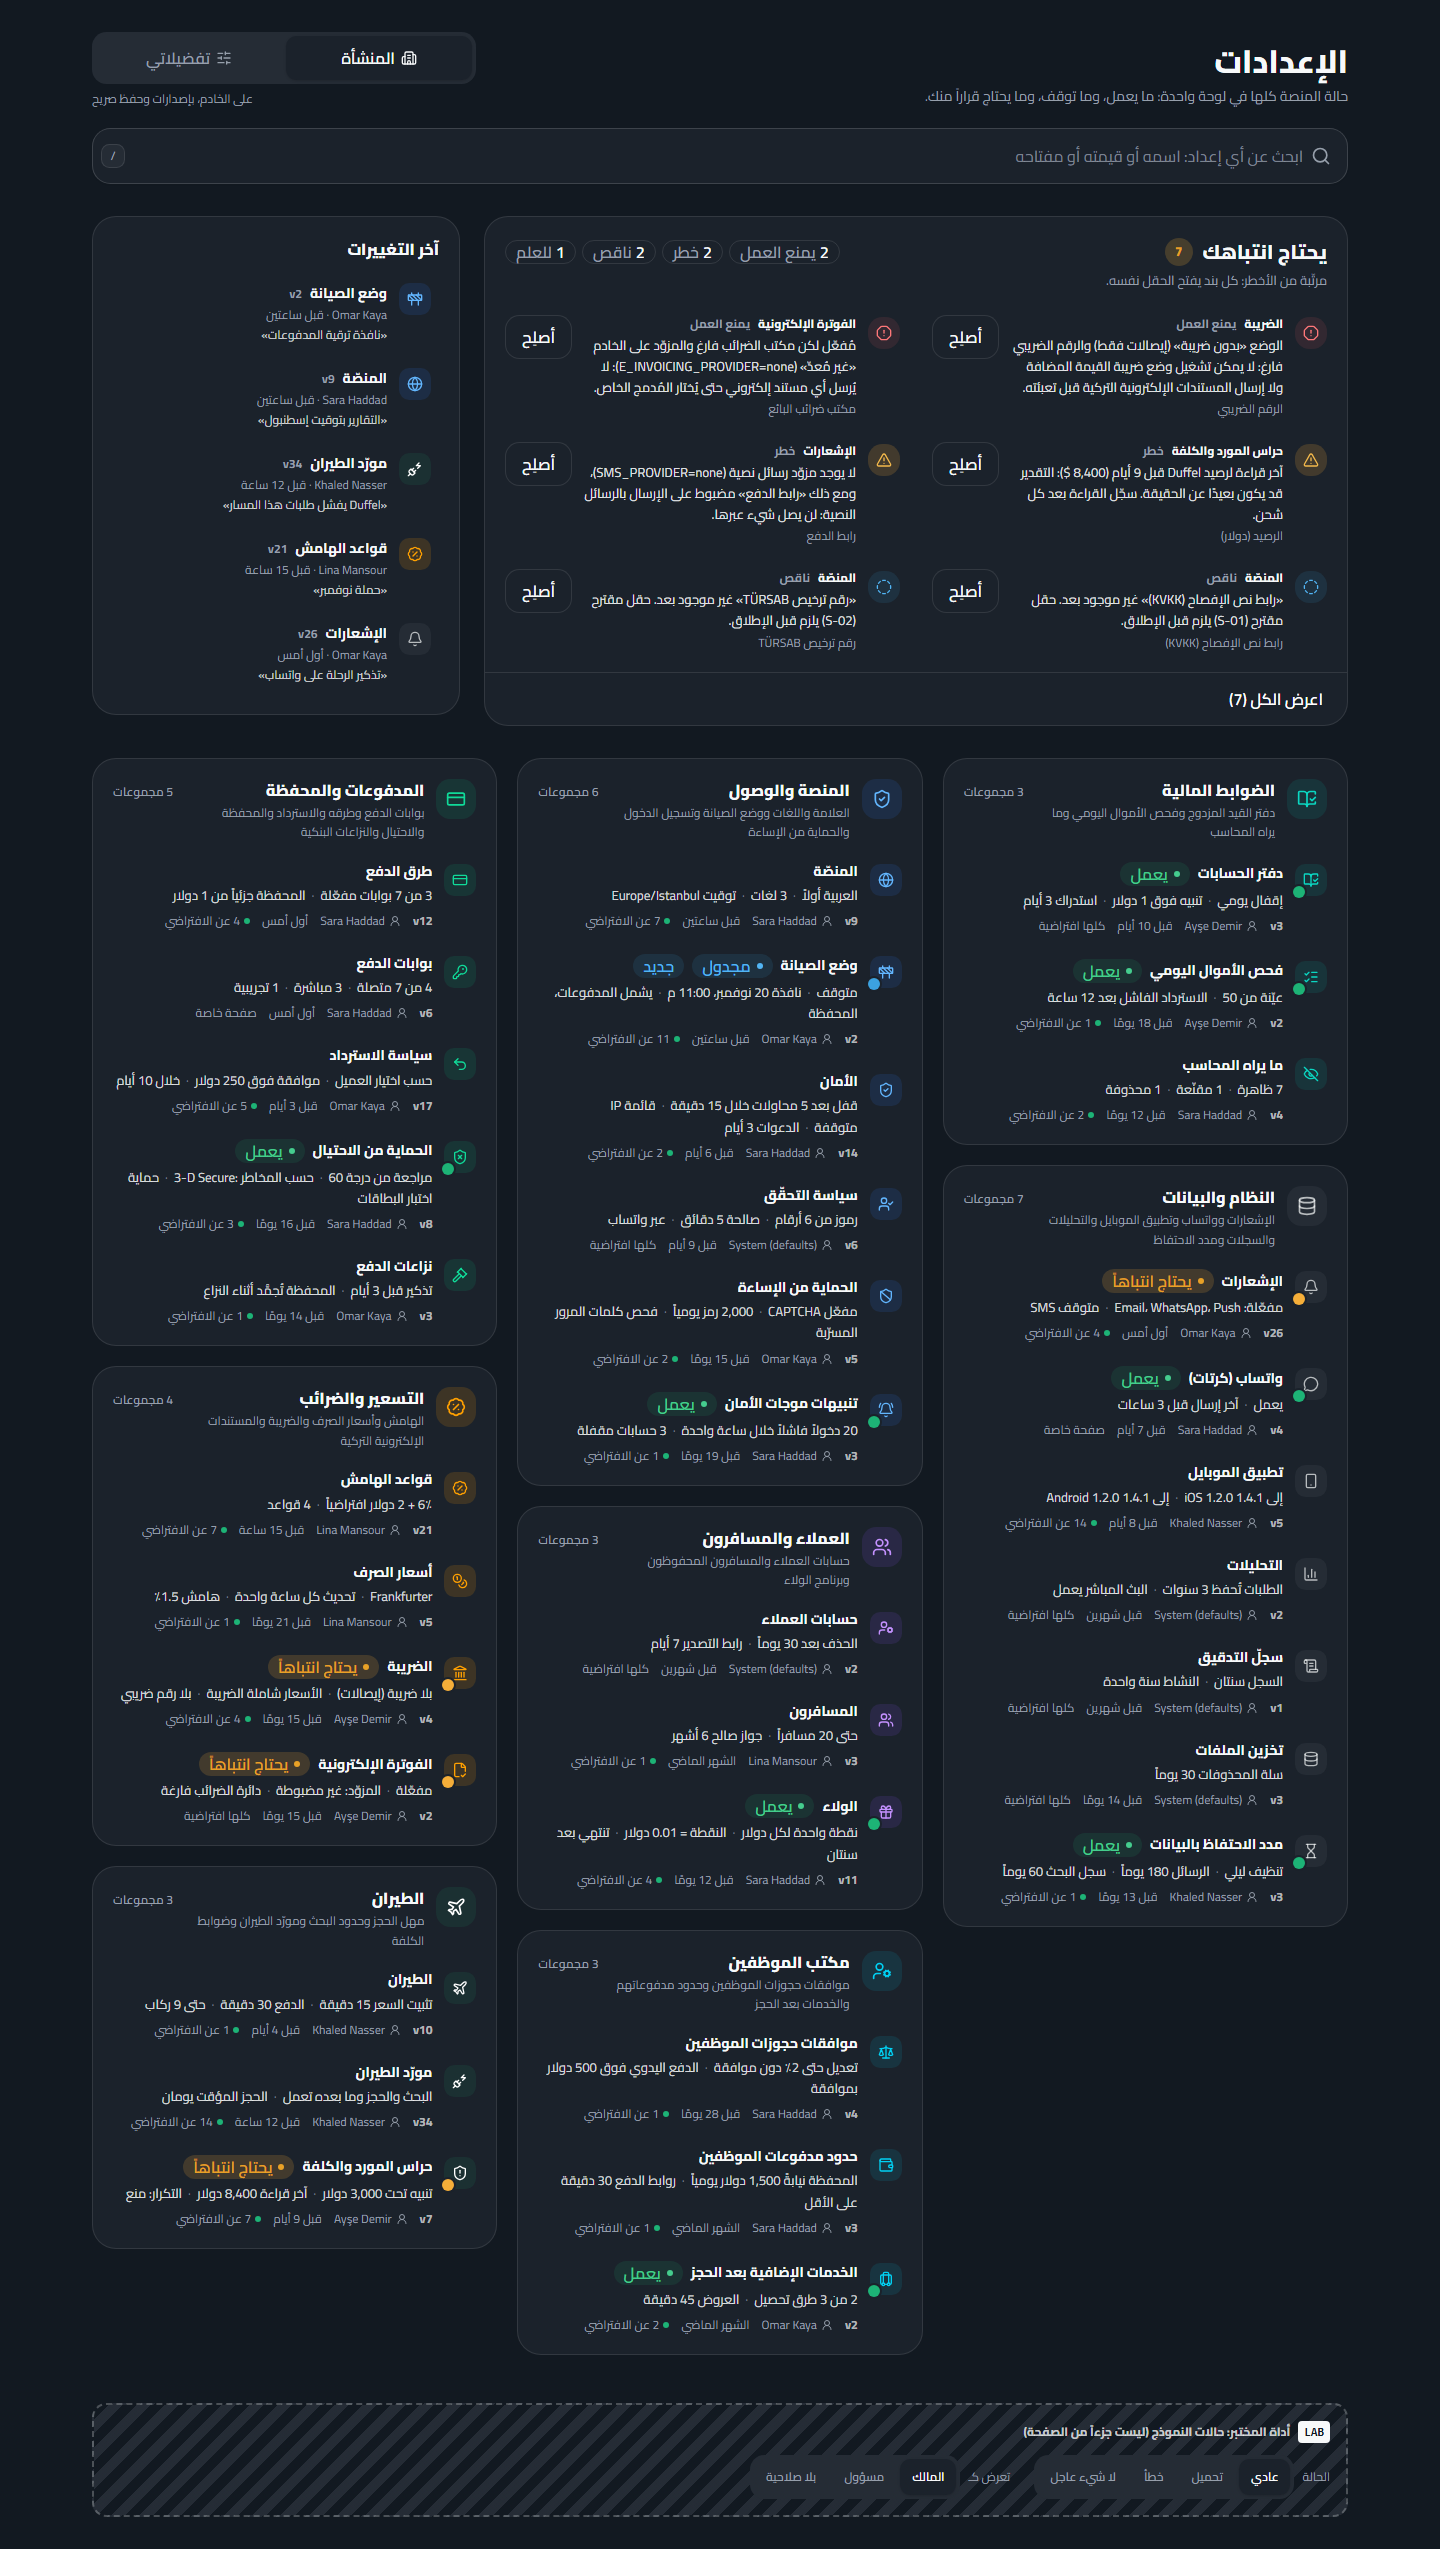 الإعدادات
حالة المنصة كلها في لوحة واحدة: ما يعمل، وما توقف، وما يحتاج قراراً منك.
المنشأة
تفضيلاتي
على الخادم، بإصدارات وحفظ صريح
ابحث عن أي إعداد: اسمه أو قيمته أو مفتاحه
/
يحتاج انتباهك 7
2 يمنع العمل
2 خطر
2 ناقص
1 للعلم
مرتّبة من الأخطر: كل بند يفتح الحقل نفسه.
الضريبة يمنع العمل
الوضع «بدون ضريبة» (إيصالات فقط) والرقم الضريبي
فارغ: لا يمكن تشغيل وضع ضريبة القيمة المضافة
ولا إرسال المستندات الإلكترونية التركية قبل تعبئته.
الرقم الضريبي
أصلِح
الفوترة الإلكترونية يمنع العمل
مُفعّل لكن مكتب الضرائب فارغ والمزوّد على الخادم
«غير مُعدّ» (E_INVOICING_PROVIDER=none): لا
يُرسل أي مستند إلكتروني حتى يُختار المُدمج الخاص.
مكتب ضرائب البائع
أصلِح
حراس المورد والكلفة خطر
آخر قراءة لرصيد Duffel قبل 9 أيام (8,400 $): التقدير
قد يكون بعيدًا عن الحقيقة. سجّل القراءة بعد كل
شحن.
الرصيد (دولار)
أصلِح
الإشعارات خطر
لا يوجد مزوّد رسائل نصية (SMS_PROVIDER=none)،
ومع ذلك «رابط الدفع» مضبوط على الإرسال بالرسائل
النصية: لن يصل شيء عبرها.
رابط الدفع
أصلِح
المنصّة ناقص
«رابط نص الإفصاح (KVKK)» غير موجود بعد. حقل
مقترح (S-01) يلزم قبل الإطلاق.
رابط نص الإفصاح (KVKK)
أصلِح
المنصّة ناقص
«رقم ترخيص TÜRSAB» غير موجود بعد. حقل مقترح
(S-02) يلزم قبل الإطلاق.
رقم ترخيص TÜRSAB
أصلِح
اعرض الكل (7)
آخر التغييرات
وضع الصيانة v2
Omar Kaya · قبل ساعتين
«نافذة ترقية المدفوعات»
المنصّة v9
Sara Haddad · قبل ساعتين
«التقارير بتوقيت إسطنبول»
مورّد الطيران v34
Khaled Nasser · قبل 12 ساعة
«Duffel يفشل طلبات هذا المسار»
قواعد الهامش v21
Lina Mansour · قبل 15 ساعة
«حملة نوفمبر»
الإشعارات v26
Omar Kaya · أول أمس
«تذكير الرحلة على واتساب»
الضوابط المالية
3 مجموعات
دفتر القيد المزدوج وفحص الأموال اليومي وما
يراه المحاسب
دفتر الحسابات يعمل
إقفال يومي · تنبيه فوق 1 دولار · استدراك 3 أيام
v3 Ayşe Demir قبل 10 أيام كلها افتراضية
فحص الأموال اليومي يعمل
عيّنة من 50 · الاسترداد الفاشل بعد 12 ساعة
v2 Ayşe Demir قبل 18 يومًا 1 عن الافتراضي
ما يراه المحاسب
7 ظاهرة · 1 مقنّعة · 1 محذوفة
v4 Sara Haddad قبل 12 يومًا 2 عن الافتراضي
النظام والبيانات
7 مجموعات
الإشعارات وواتساب وتطبيق الموبايل والتحليلات
والسجلات ومدد الاحتفاظ
الإشعارات يحتاج انتباهاً
مفعّلة: Email، WhatsApp، Push · متوقف SMS
v26 Omar Kaya أول أمس 4 عن الافتراضي
واتساب (كرتات) يعمل
يعمل · آخر إرسال قبل 3 ساعات
v4 Sara Haddad قبل 7 أيام صفحة خاصة
تطبيق الموبايل
iOS 1.2.0 إلى 1.4.1 · Android 1.2.0 إلى 1.4.1
v5 Khaled Nasser قبل 8 أيام 14 عن الافتراضي
التحليلات
الطلبات تُحفظ 3 سنوات · البث المباشر يعمل
v2 System (defaults) قبل شهرين كلها افتراضية
سجلّ التدقيق
السجل سنتان · النشاط سنة واحدة
v1 System (defaults) قبل شهرين كلها افتراضية
تخزين الملفات
سلة المحذوفات 30 يوماً
v3 System (defaults) قبل 14 يومًا كلها افتراضية
مدد الاحتفاظ بالبيانات يعمل
تنظيف ليلي · الرسائل 180 يوماً · سجل البحث 60 يوماً
v3 Khaled Nasser قبل 13 يومًا 1 عن الافتراضي
المنصة والوصول
6 مجموعات
العلامة واللغات ووضع الصيانة وتسجيل الدخول
والحماية من الإساءة
المنصّة
العربية أولاً · 3 لغات · توقيت Europe/Istanbul
v9 Sara Haddad قبل ساعتين 7 عن الافتراضي
وضع الصيانة مجدول جديد
متوقف · نافذة 20 نوفمبر، 11:00 م · يشمل المدفوعات،
المحفظة
v2 Omar Kaya قبل ساعتين 11 عن الافتراضي
الأمان
قفل بعد 5 محاولات خلال 15 دقيقة · قائمة IP
متوقفة · الدعوات 3 أيام
v14 Sara Haddad قبل 6 أيام 2 عن الافتراضي
سياسة التحقّق
رموز من 6 أرقام · صالحة 5 دقائق · عبر واتساب
v6 System (defaults) قبل 9 أيام كلها افتراضية
الحماية من الإساءة
مفعّل CAPTCHA · 2,000 رمز يومياً · فحص كلمات المرور
المسرّبة
v5 Omar Kaya قبل 15 يومًا 2 عن الافتراضي
تنبيهات موجات الأمان يعمل
20 دخولاً فاشلاً خلال ساعة واحدة · 3 حسابات مقفلة
v3 Sara Haddad قبل 19 يومًا 1 عن الافتراضي
العملاء والمسافرون
3 مجموعات
حسابات العملاء والمسافرون المحفوظون
وبرنامج الولاء
حسابات العملاء
الحذف بعد 30 يوماً · رابط التصدير 7 أيام
v2 System (defaults) قبل شهرين كلها افتراضية
المسافرون
حتى 20 مسافراً · جواز صالح 6 أشهر
v3 Lina Mansour الشهر الماضي 1 عن الافتراضي
الولاء يعمل
نقطة واحدة لكل دولار · النقطة = 0.01 دولار · تنتهي بعد
سنتان
v11 Sara Haddad قبل 12 يومًا 4 عن الافتراضي
مكتب الموظفين
3 مجموعات
موافقات حجوزات الموظفين وحدود مدفوعاتهم
والخدمات بعد الحجز
موافقات حجوزات الموظفين
تعديل حتى 2٪ دون موافقة · الدفع اليدوي فوق 500 دولار
بموافقة
v4 Sara Haddad قبل 28 يومًا 1 عن الافتراضي
حدود مدفوعات الموظفين
المحفظة نيابةً 1,500 دولار يومياً · روابط الدفع 30 دقيقة
على الأقل
v3 Sara Haddad الشهر الماضي 1 عن الافتراضي
الخدمات الإضافية بعد الحجز يعمل
2 من 3 طرق تحصيل · العروض 45 دقيقة
v2 Omar Kaya الشهر الماضي 2 عن الافتراضي
المدفوعات والمحفظة
5 مجموعات
بوابات الدفع وطرقه والاسترداد والمحفظة
والاحتيال والنزاعات البنكية
طرق الدفع
3 من 7 بوابات مفعّلة · المحفظة جزئياً من 1 دولار
v12 Sara Haddad أول أمس 4 عن الافتراضي
بوابات الدفع
4 من 7 متصلة · 3 مباشرة · 1 تجريبية
v6 Sara Haddad أول أمس صفحة خاصة
سياسة الاسترداد
حسب اختيار العميل · موافقة فوق 250 دولار · خلال 10 أيام
v17 Omar Kaya قبل 3 أيام 5 عن الافتراضي
الحماية من الاحتيال يعمل
مراجعة من درجة 60 · حسب المخاطر :3-D Secure · حماية
اختبار البطاقات
v8 Sara Haddad قبل 16 يومًا 3 عن الافتراضي
نزاعات الدفع
تذكير قبل 3 أيام · المحفظة تُجمَّد أثناء النزاع
v3 Omar Kaya قبل 14 يومًا 1 عن الافتراضي
التسعير والضرائب
4 مجموعات
الهامش وأسعار الصرف والضريبة والمستندات
الإلكترونية التركية
قواعد الهامش
6٪ + 2 دولار افتراضياً · 4 قواعد
v21 Lina Mansour قبل 15 ساعة 7 عن الافتراضي
أسعار الصرف
Frankfurter · تحديث كل ساعة واحدة · هامش 1.5٪
v5 Lina Mansour قبل 21 يومًا 1 عن الافتراضي
الضريبة يحتاج انتباهاً
بلا ضريبة (إيصالات) · الأسعار شاملة الضريبة · بلا رقم ضريبي
v4 Ayşe Demir قبل 15 يومًا 4 عن الافتراضي
الفوترة الإلكترونية يحتاج انتباهاً
مفعّلة · المزوّد: غير مضبوطة · دائرة الضرائب فارغة
v2 Ayşe Demir قبل 15 يومًا كلها افتراضية
الطيران
3 مجموعات
مهل الحجز وحدود البحث ومورّد الطيران وضوابط
الكلفة
الطيران
تثبيت السعر 15 دقيقة · الدفع 30 دقيقة · حتى 9 ركاب
v10 Khaled Nasser قبل 4 أيام 1 عن الافتراضي
مورّد الطيران
البحث والحجز وما بعده تعمل · الحجز المؤقت يومان
v34 Khaled Nasser قبل 12 ساعة 14 عن الافتراضي
حراس المورد والكلفة يحتاج انتباهاً
تنبيه تحت 3,000 دولار · آخر قراءة 8,400 دولار · التكرار: منع
v7 Ayşe Demir قبل 9 أيام 7 عن الافتراضي
LAB أداة المختبر: حالات النموذج (ليست جزءاً من الصفحة)
الحالة عادي تحميل خطأ لا شيء عاجل تعرض كـ المالك مسؤول بلا صلاحية